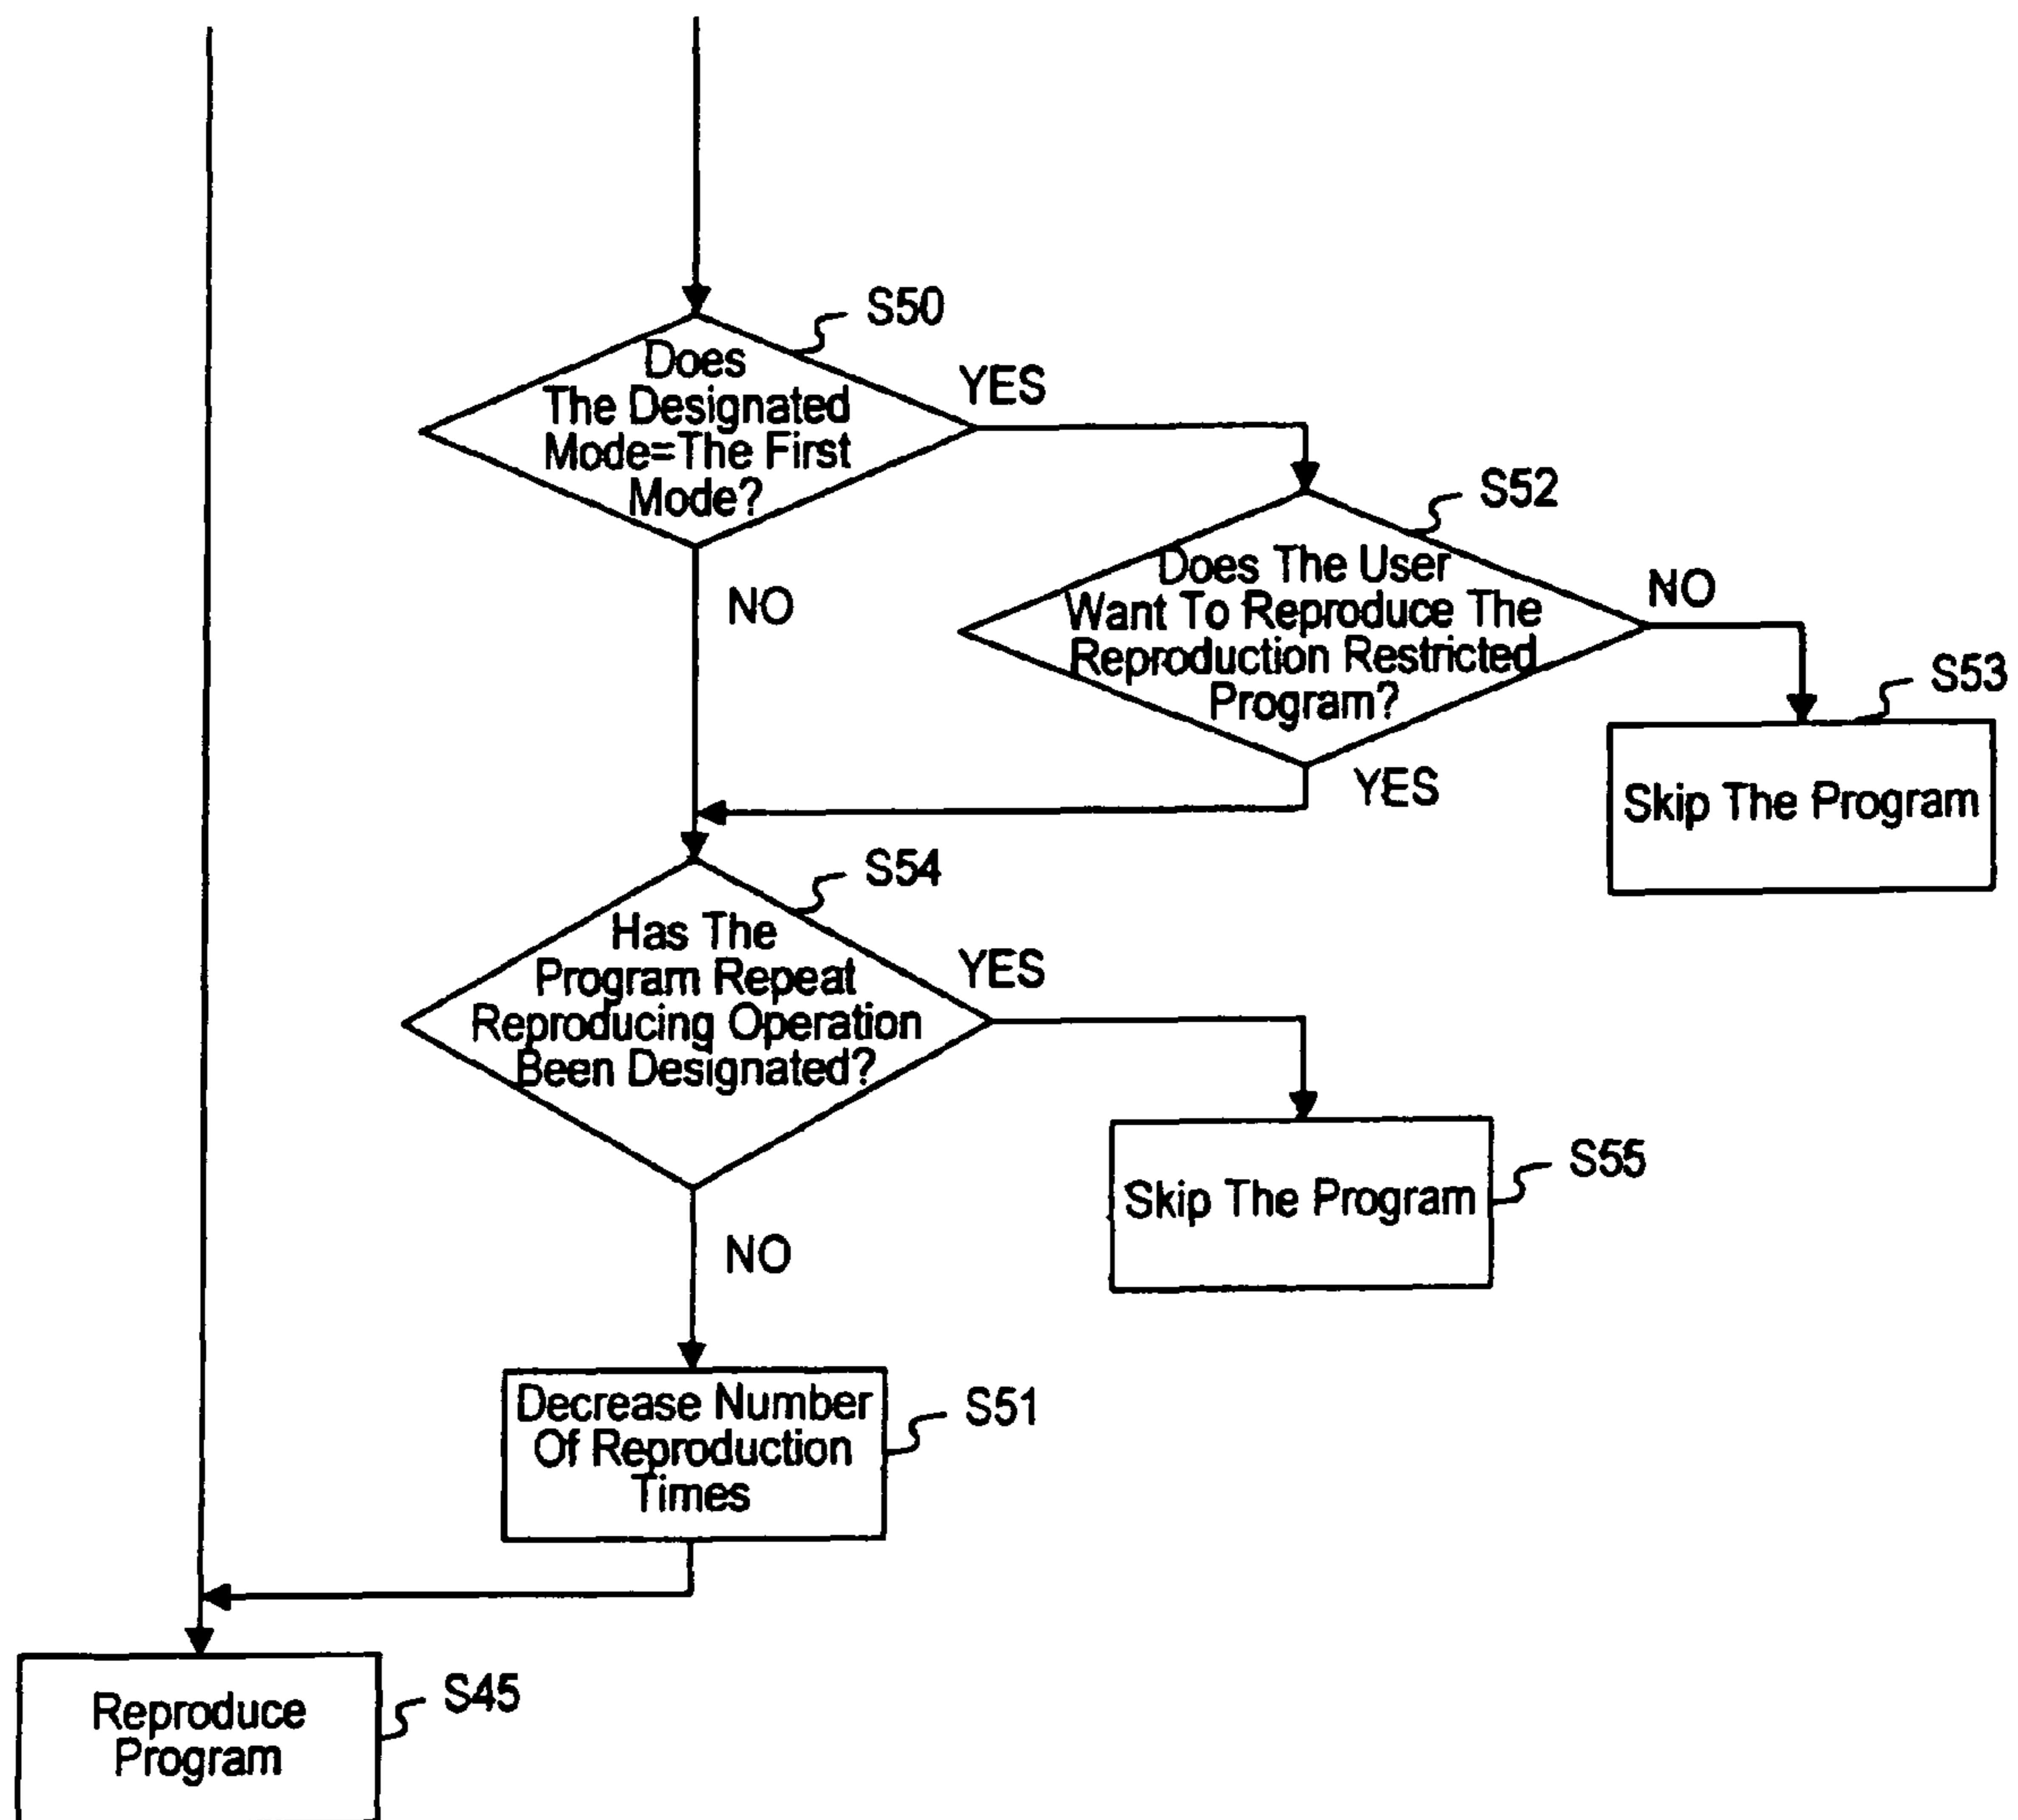 S50
Does
The Designated
Mode=The First
Mode?
YES
NO
S52
Does The User
Want To Reproduce The
Reproduction Restricted
Program?
NO
YES
S53
Skip The Program
S54
Has The
Program Repeat
Reproducing Operation
Been Designated?
YES
NO
S55
Skip The Program
S51
Decrease Number
Of Reproduction
Times
S45
Reproduce
Program